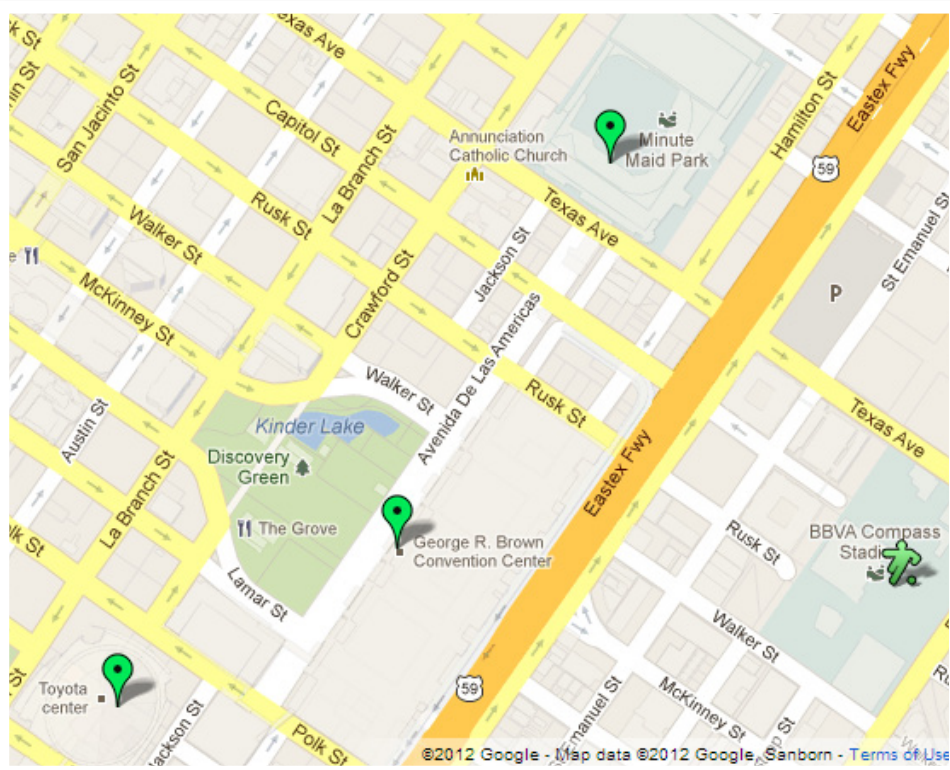 Texas Ave
Polk St
San Jacinto St
Capitol St
La Branch St
Annunciation
Catholic Church
Minute
Maid Park
Hamilton St
Eastex Fwy
59
Rusk St
Walker St
Texas Ave
St Emanuel St
Jackson St
McKinney St
Crawford St
P
Avenida De Las Americas
Walker St
Rusk St
Austin St
Kinder Lake
Texas Ave
Discovery
Green
Eastex Fwy
La Branch St
The Grove
Rusk St
BBVA Compass
George R. Brown
Convention Center
Lamar St
Walker St
Toyota
center
59
McKinney St
Jackson St
Polk St
Emanuel St
©2012 Google - Map data ©2012 Google, Sanborn - Terms of Use